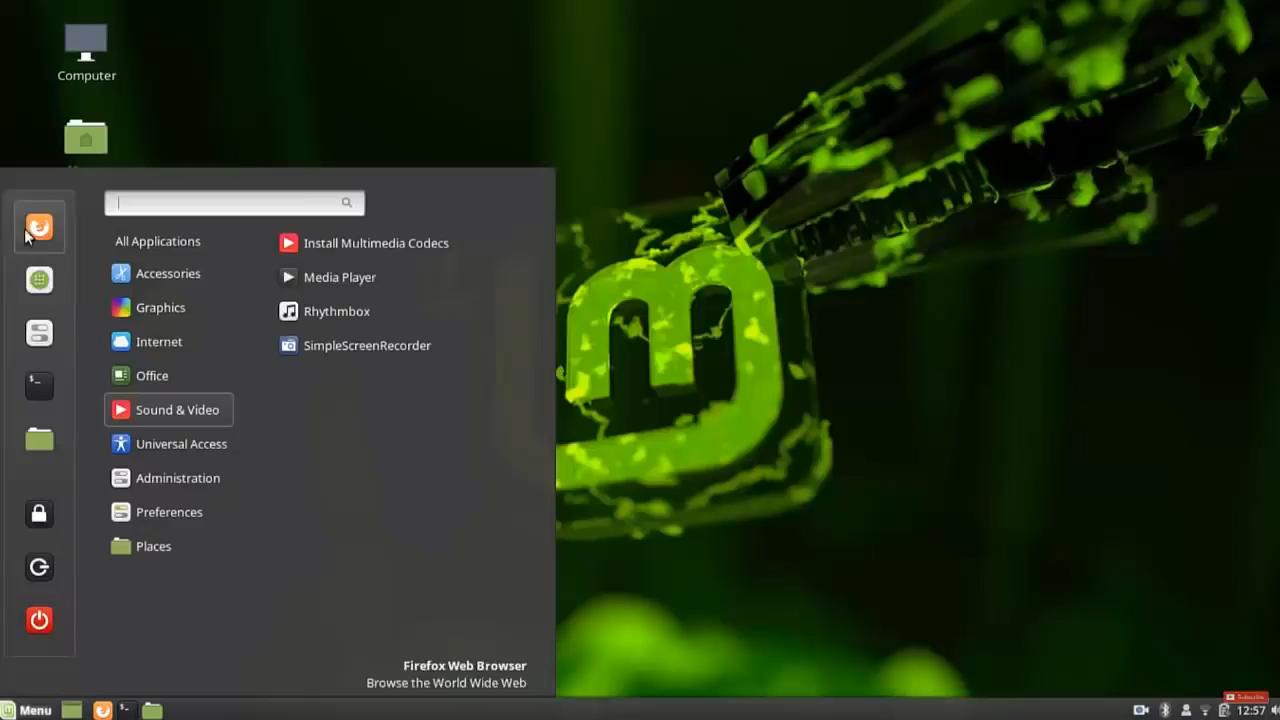 Computer
All Applications
Accessories
Graphics
Internet
Office
Sound & Video
Universal Access
Administration
Preferences
Places
Install Multimedia Codecs
Media Player
Rhythmbox
SimpleScreenRecorder
Firefox Web Browser
Browse the World Wide Web
Menu
Subscribe
12:57